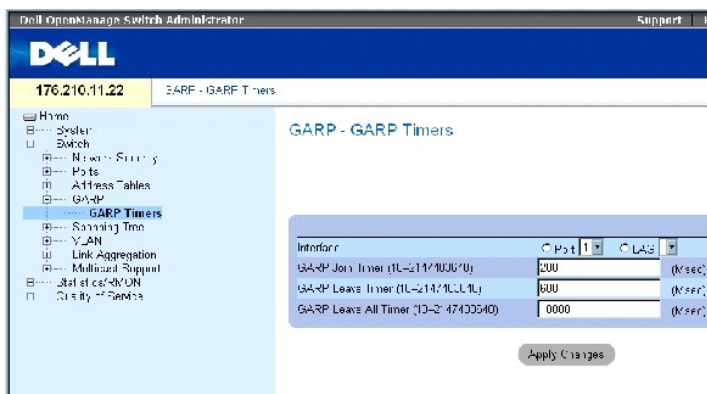 Dell OpenManage Switch Administrator
Support
DELL
176.210.11.22
GARP - GARP Timers
Home
System
Switch
Network Security
Ports
Address Tables
GARP
GARP Timers
Spanning Tree
VLAN
Link Aggregation
Multicast Support
Statistics/RMON
Quality of Service
GARP - GARP Timers
Interface Port 1 LAG
GARP Join Timer 200 (Msec)
GARP Leave Timer 600 (Msec)
GARP Leave All Timer (Msec)
Apply Changes